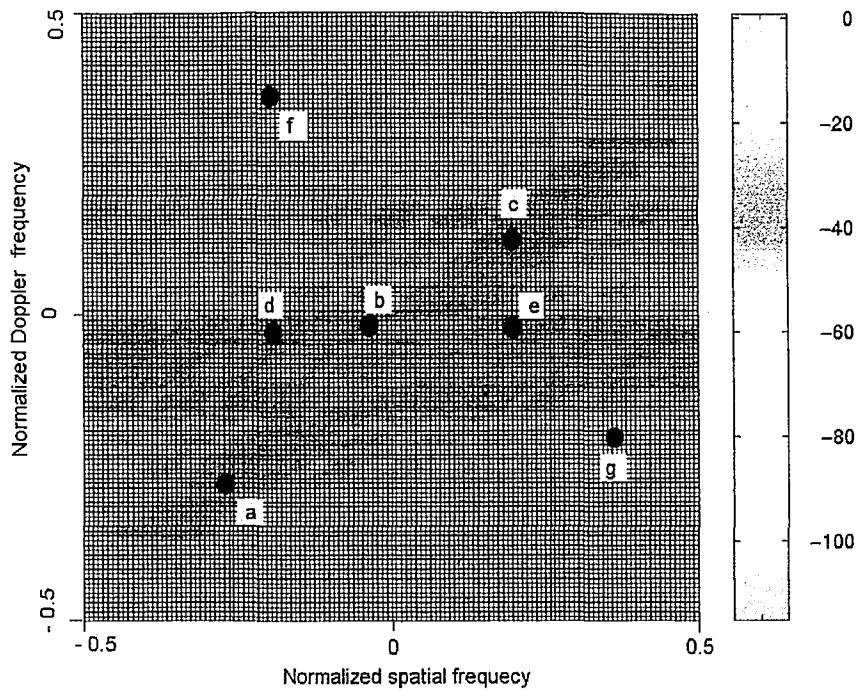 0.5
0
-0.5
Normalized Doppler frequency
-0.5
0
0.5
Normalized spatial frequecy
f
c
d
b
e
g
a
0
-20
-40
-60
-80
-100